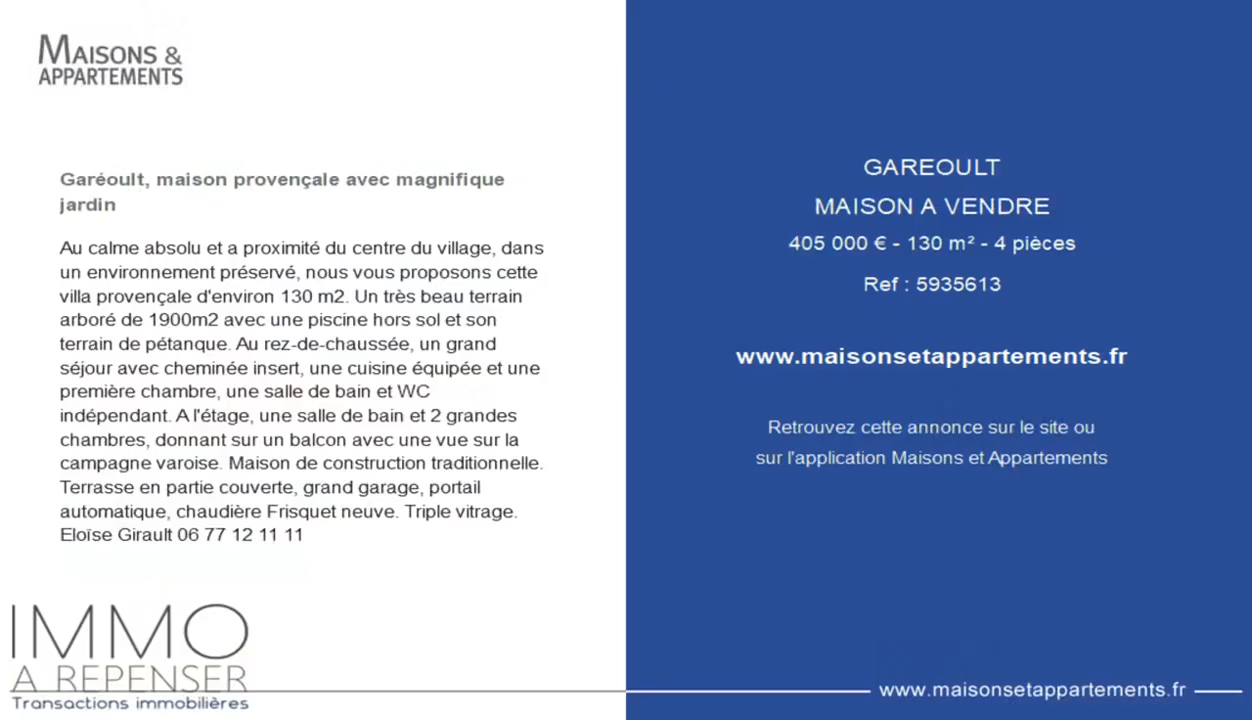 MAISONS &
APPARTEMENTS
Garéoult, maison provençale avec magnifique
jardin
Au calme absolu et a proximité du centre du village, dans
un environnement préservé, nous vous proposons cette
villa provençale d'environ 130 m2. Un très beau terrain
arboré de 1900m2 avec une piscine hors sol et son
terrain de pétanque. Au rez-de-chaussée, un grand
séjour avec cheminée insert, une cuisine équipée et une
première chambre, une salle de bain et WC
indépendant. A l'étage, une salle de bain et 2 grandes
chambres, donnant sur un balcon avec une vue sur la
campagne varoise. Maison de construction traditionnelle.
Terrasse en partie couverte, grand garage, portail
automatique, chaudière Frisquet neuve. Triple vitrage.
Eloïse Girault 06 77 12 11 11
IMMO
A REPENSER
Transactions immobilières
GAREOULT
MAISON A VENDRE
405 000 € - 130 m² - 4 pièces
Ref : 5935613
www.maisonsetappartements.fr
Retrouvez cette annonce sur le site ou
sur l'application Maisons et Appartements
www.maisonsetappartements.fr